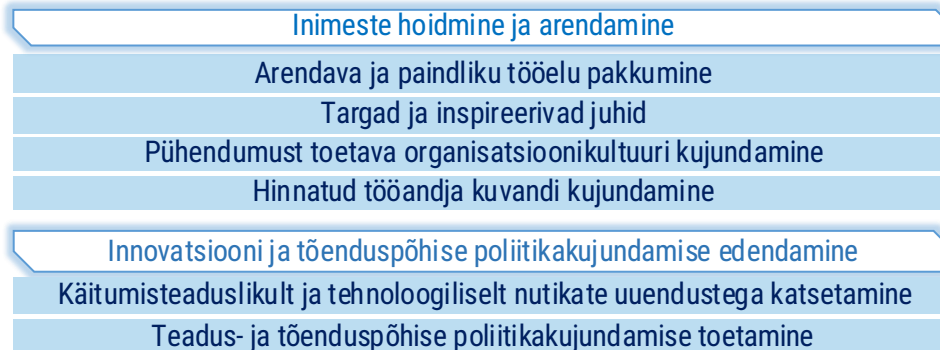 Inimeste hoidmine ja arendamine
Arendava ja paindliku tööelu pakkumine
Targad ja inspireerivad juhid
Pühendumust toetava organisatsioonikultuuri kujundamine
Hinnatud tööandja kuvandi kujundamine
Innovatsiooni ja tõenduspõhise poliitikakujundamise edendamine
Käitumisteaduslikult ja tehnoloogiliselt nutikate uuendustega katsetamine
Teadus- ja tõenduspõhise poliitikakujundamise toetamine